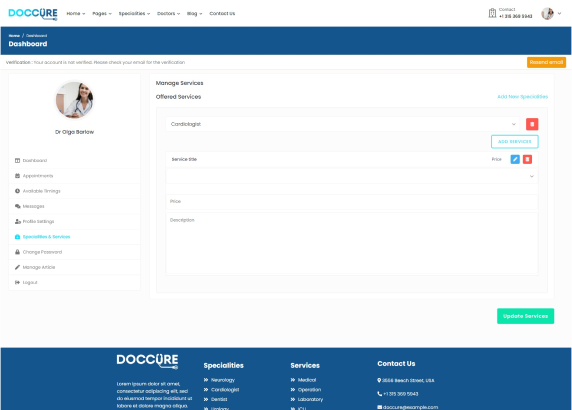 DOCCURE
Home Pages Specialities Doctors Blog Contact Us
Contact
+1 315 369 5943
Home / Dashboard
Dashboard
Verification : Your account is not verified. Please check your email for the verification.
Resend email
Dr Olga Barlow
Dashboard
Appointments
Available Timings
Messages
Profile Settings
Specialities & Services
Change Password
Manage Article
Logout
Manage Services
Offered Services
Add New Specialities
Cardiologist
ADD SERVICES
Service title
Price
Price
Description
Update Services
DOCCURE
Lorem ipsum dolor sit amet,
consectetur adipiscing elit, sed
do eiusmod tempor incididunt ut
labore et dolore magna aliqua.
Specialities
Neurology
Cardiologist
Dentist
Urology
Services
Medical
Operation
Laboratory
ICU
Contact Us
3556 Beech Street, USA
+1 315 369 5943
doccure@example.com